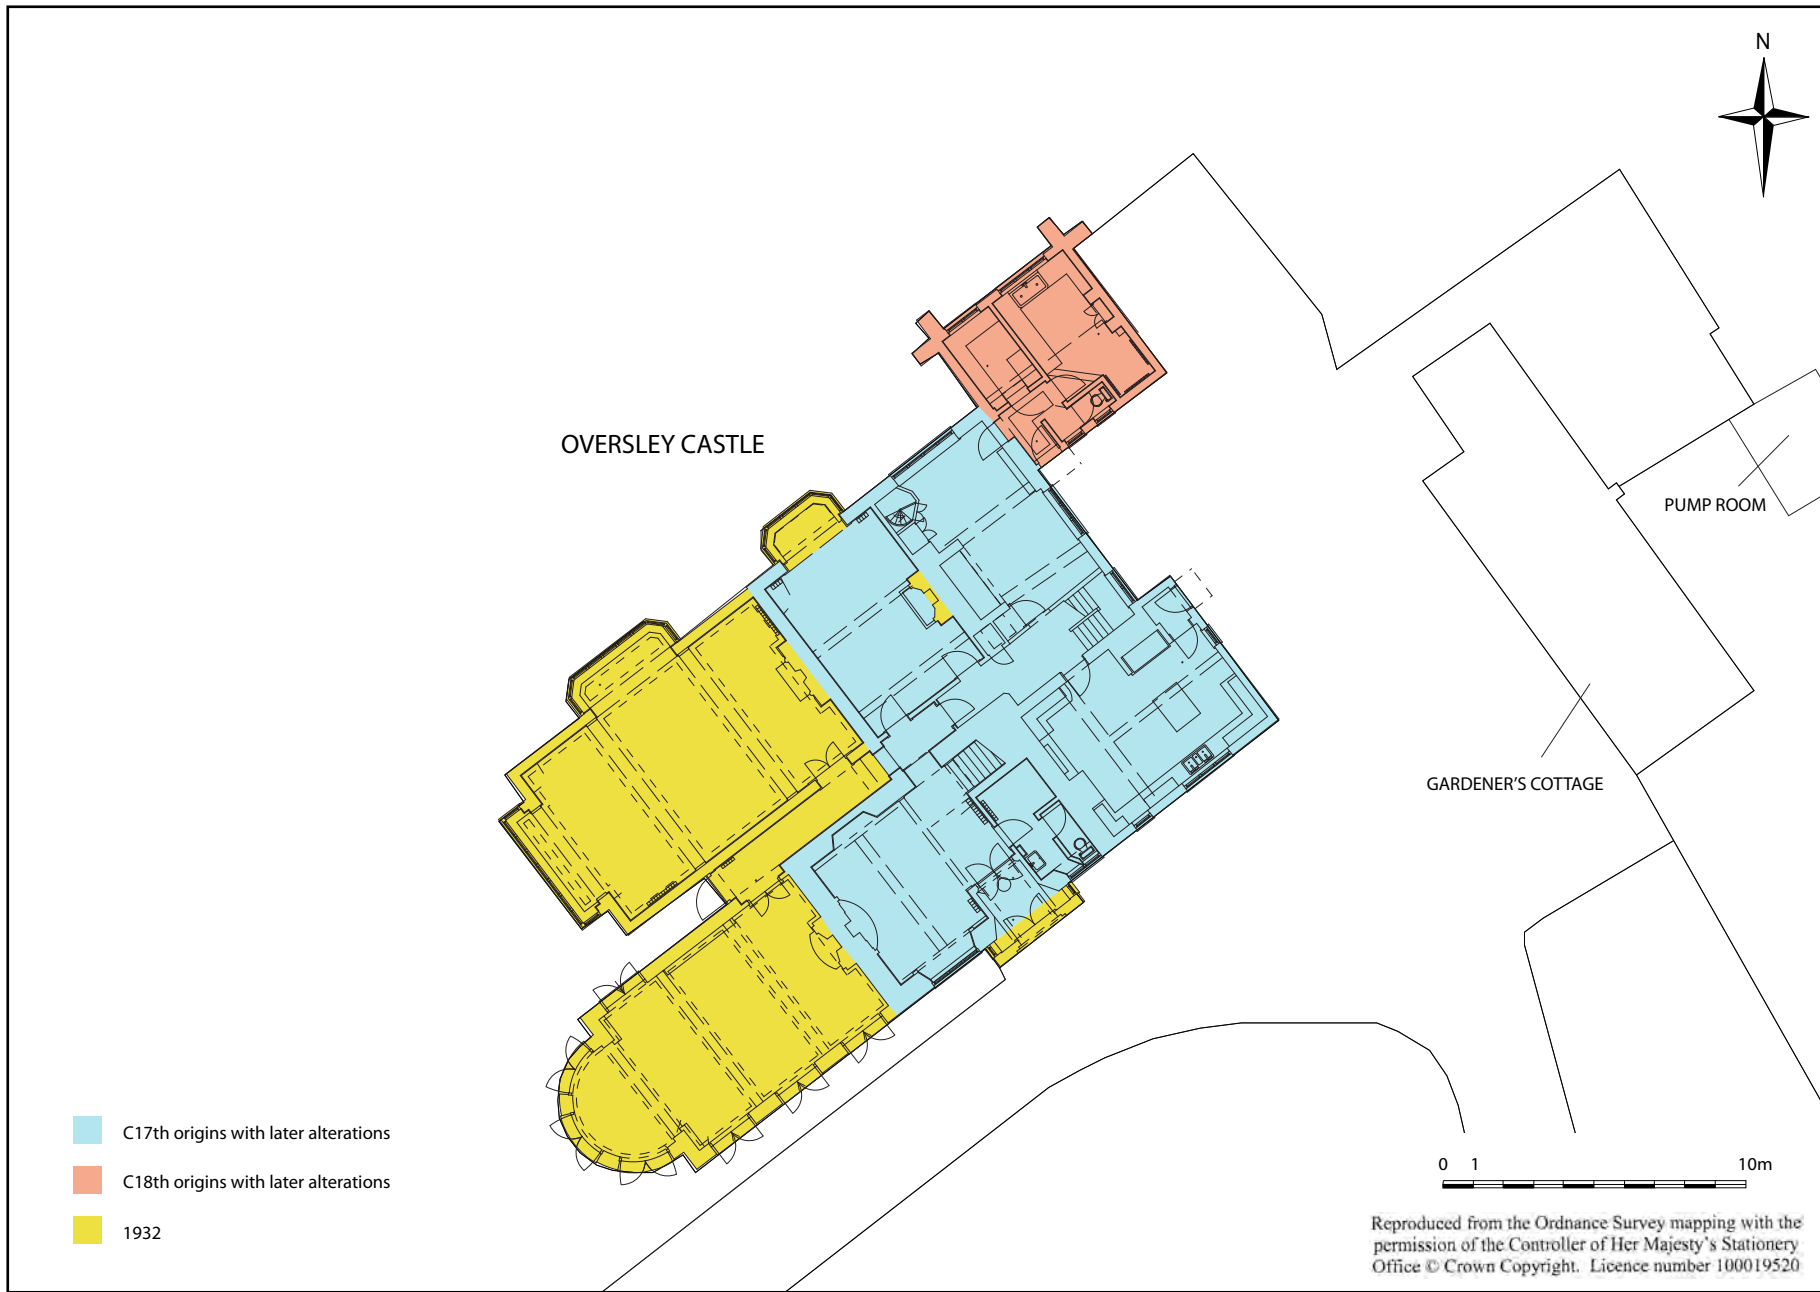 N
OVERSLEY CASTLE
PUMP ROOM
GARDENER'S COTTAGE
C17th origins with later alterations
C18th origins with later alterations
1932
0 1 10m
Reproduced from the Ordnance Survey mapping with the
permission of the Controller of Her Majesty's Stationery
Office © Crown Copyright. Licence number 100019520